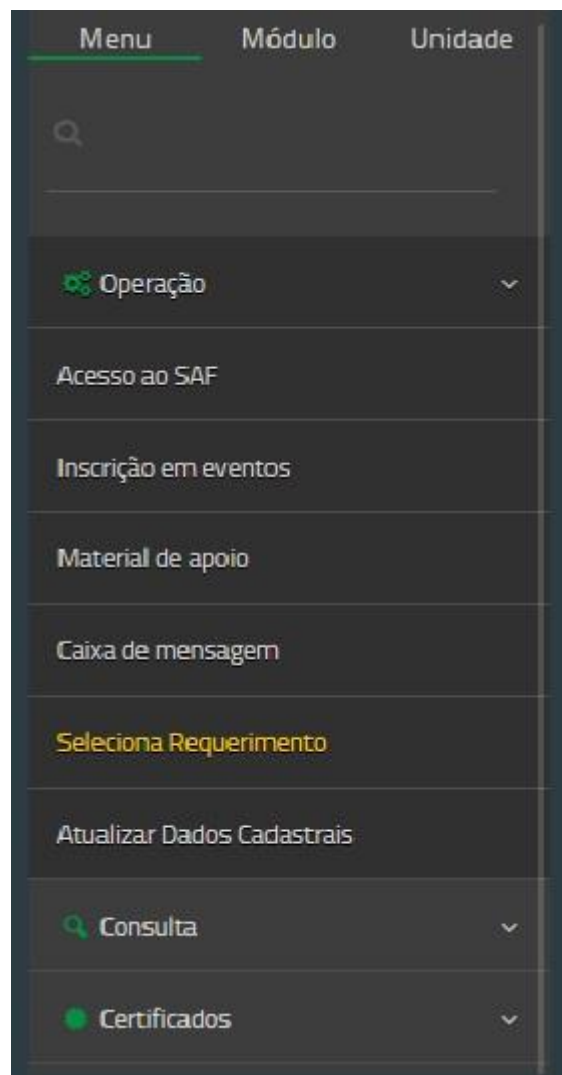 Menu Módulo Unidade
Operação
Acesso ao SAF
Inscrição em eventos
Material de apoio
Caixa de mensagem
Seleciona Requerimento
Atualizar Dados Cadastrais
Consulta
Certificados